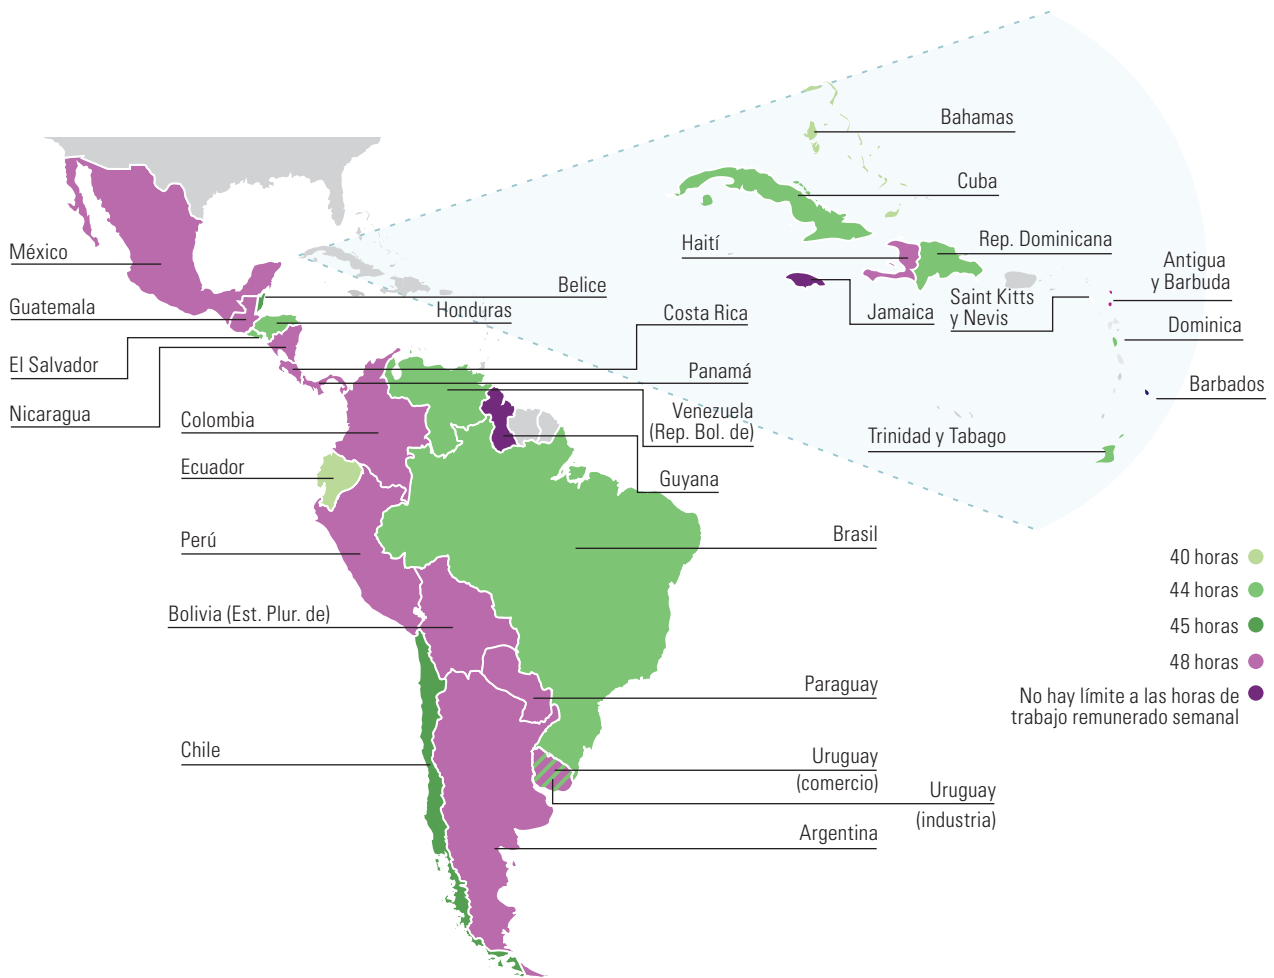 Bahamas
Cuba
Haití
Rep. Dominicana
Antigua
y Barbuda
Jamaica
Saint Kitts
y Nevis
Dominica
Barbados
Trinidad y Tabago
México
Guatemala
El Salvador
Nicaragua
Belice
Honduras
Costa Rica
Panamá
Venezuela
(Rep. Bol. de)
Guyana
Colombia
Ecuador
Perú
Bolivia (Est. Plur. de)
Chile
Brasil
Paraguay
Uruguay
(comercio)
Uruguay
(industria)
Argentina
40 horas
44 horas
45 horas
48 horas
No hay límite a las horas de
trabajo remunerado semanal